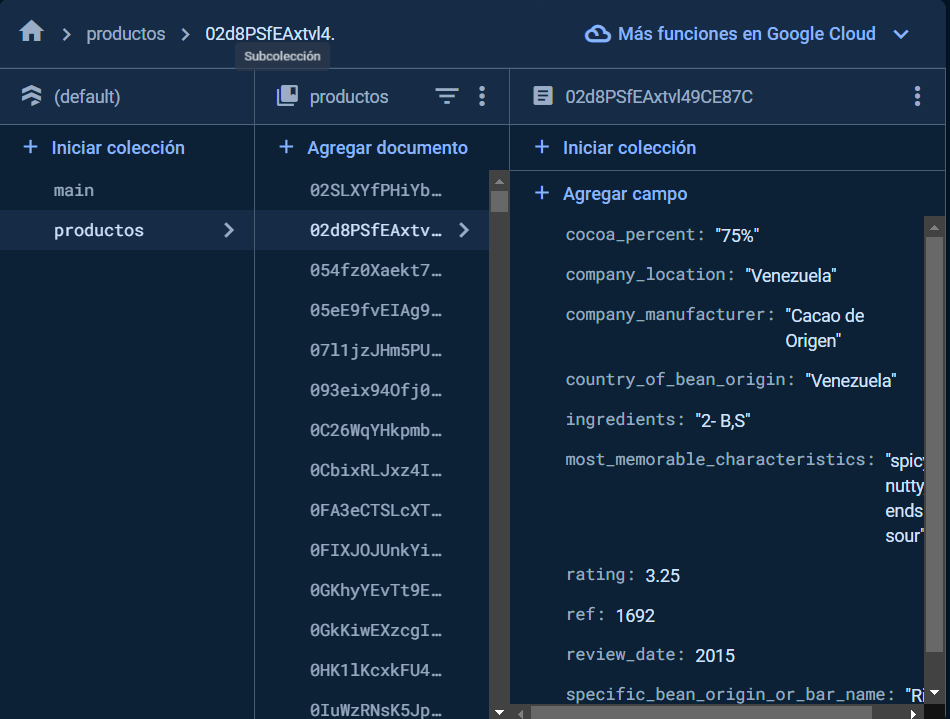 productos
02d8PSfEAxtvl4.
Más funciones en Google Cloud
Subcolección
(default)
productos
02d8PSfEAxtvl49CE87C
+ Iniciar colección
+ Agregar documento
+ Iniciar colección
main
productos
02SLXYfPHiYb…
02d8PSfEAxtv…
054fz0Xaekt7…
05eE9fvEIAg9…
07l1jzJHm5PU…
093eix94Ofj0…
0C26WqYHkpmb…
0CbixRLJxz4I…
0FA3eCTSLcXT…
0FIXJOJUnkYi…
0GKhyYEvTt9E…
0GkKiwEXzcgI…
0HK1lKcxkFU4…
0IuWzRNsK5Jp…
+ Agregar campo
cocoa_percent: "75%"
company_location: "Venezuela"
company_manufacturer: "Cacao de
Origen"
country_of_bean_origin: "Venezuela"
ingredients: "2- B,S"
most_memorable_characteristics: "spicy
nutty
ends
sour"
rating: 3.25
ref: 1692
review_date: 2015
specific_bean_origin_or_bar_name: "Ri